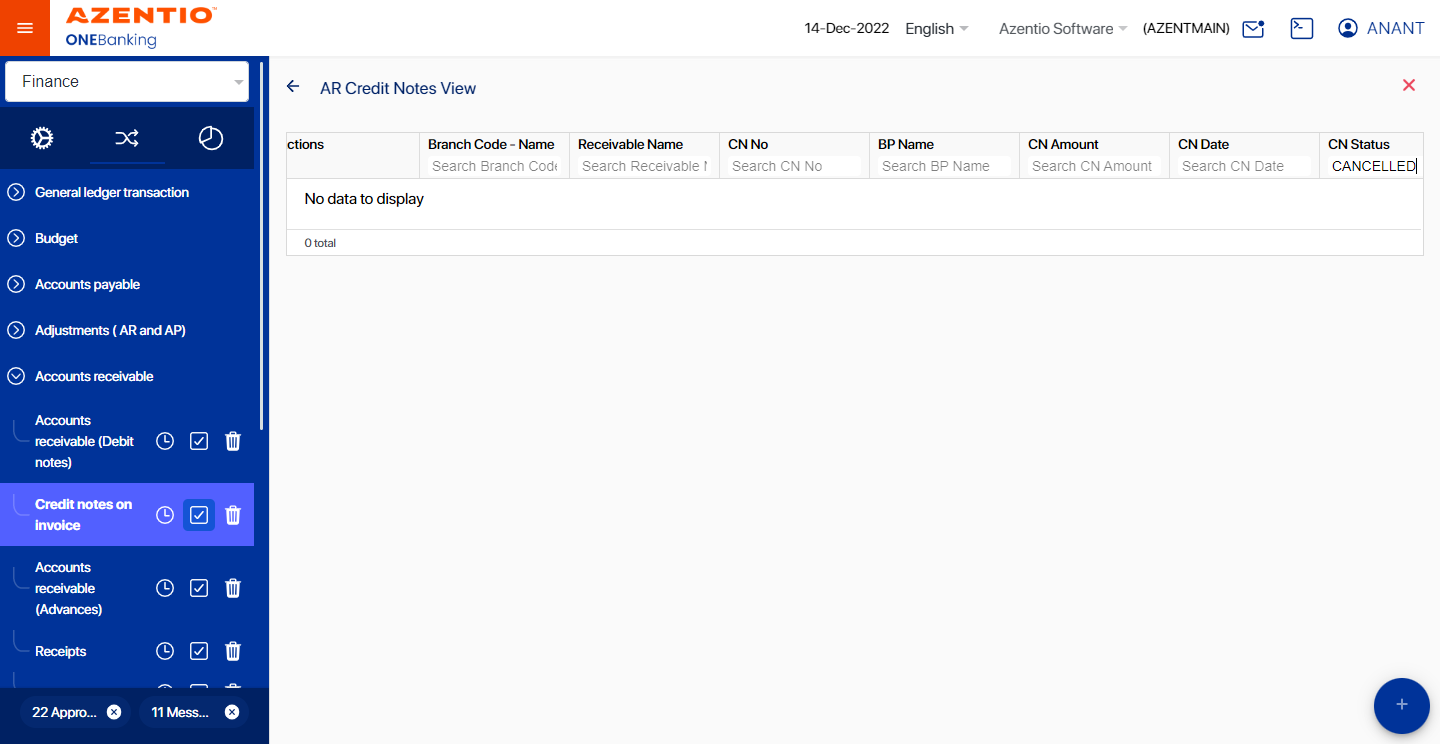 AZENTIO™
ONEBanking
14-Dec-2022 English Azentio Software (AZENTMAIN) ANANT
Finance
General ledger transaction
Budget
Accounts payable
Adjustments ( AR and AP)
Accounts receivable
Accounts
receivable (Debit
notes)
Credit notes on
invoice
Accounts
receivable
(Advances)
Receipts
22 Appro...
11 Mess...
AR Credit Notes View
ctions Branch Code - Name Receivable Name CN No BP Name CN Amount CN Date CN Status
Search Branch Code Search Receivable N Search CN No Search BP Name Search CN Amount Search CN Date CANCELLED
No data to display
0 total